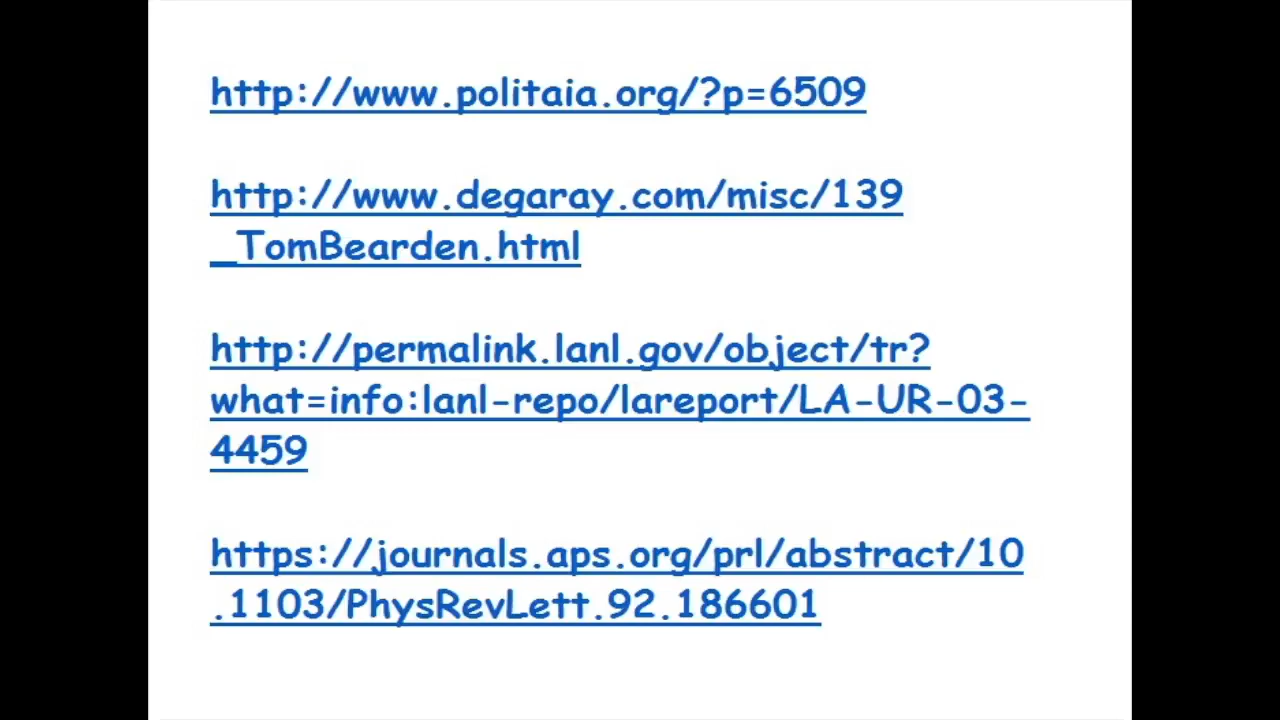 http://www.politaia.org/?p=6509
http://www.degaray.com/misc/139
_TomBearden.html
http://permalink.lanl.gov/object/tr?
what=info:lanl-repo/lareport/LA-UR-03-
4459
https://journals.aps.org/prl/abstract/10
.1103/PhysRevLett.92.186601